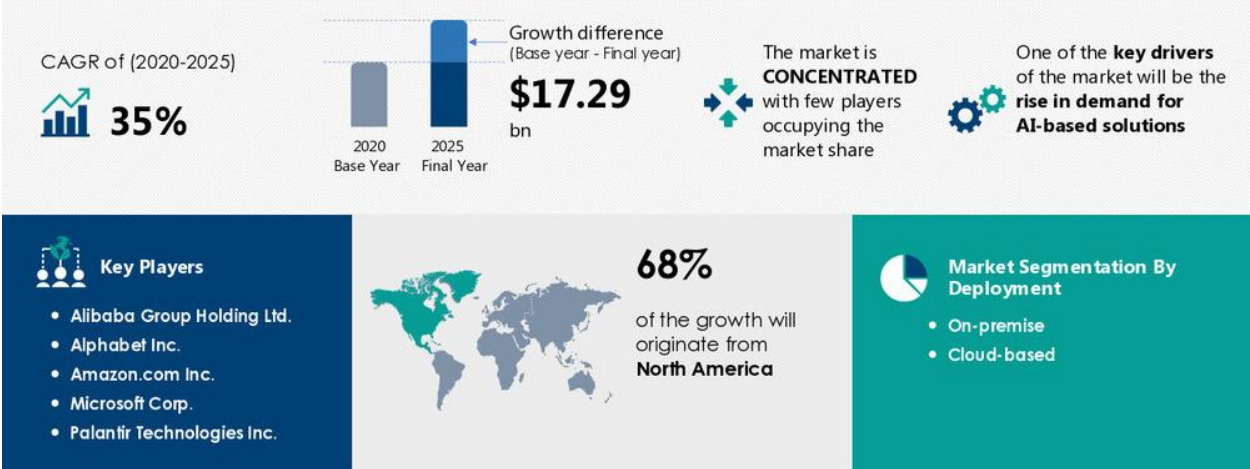 CAGR of (2020-2025)
35%
2020
Base Year
2025
Final Year
Growth difference
(Base year - Final year)
$17.29
bn
The market is
CONCENTRATED
with few players
occupying the
market share
One of the key drivers
of the market will be the
rise in demand for
AI-based solutions
Key Players
• Alibaba Group Holding Ltd.
• Alphabet Inc.
• Amazon.com Inc.
• Microsoft Corp.
• Palantir Technologies Inc.
68%
of the growth will
originate from
North America
Market Segmentation By
Deployment
• On-premise
• Cloud-based